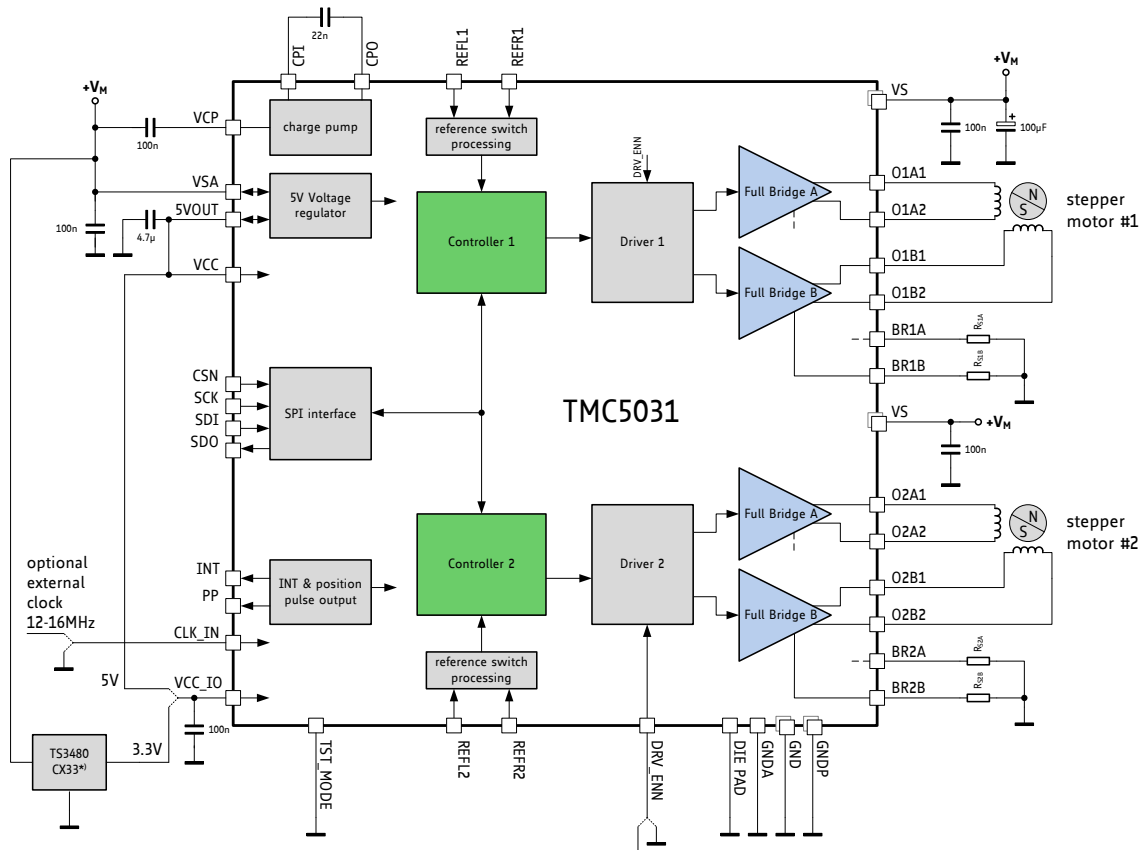 22n
CPI
CPO
REFL1
REFR1
+VM
VCP
100n
charge pump
reference switch
processing
VS
+VM
100n
100µF
+
DRV_ENN
VSA
5VOUT
5V Voltage
regulator
100n
4.7µ
VCC
Controller 1
Driver 1
Full Bridge A
Full Bridge B
O1A1
O1A2
O1B1
O1B2
N
S
stepper
motor #1
BR1A
RS1A
BR1B
RS1B
CSN
SCK
SDI
SDO
SPI interface
TMC5031
VS
+VM
100n
Controller 2
Driver 2
Full Bridge A
Full Bridge B
O2A1
O2A2
O2B1
O2B2
N
S
stepper
motor #2
BR2A
RS2A
BR2B
RS2B
INT
PP
INT & position
pulse output
optional
external
clock
12-16MHz
CLK_IN
reference switch
processing
5V
VCC_IO
100n
3.3V
TS3480
CX33*)
TST_MODE
REFL2
REFR2
DRV_ENN
DIE PAD
GNDA
GND
GNDP